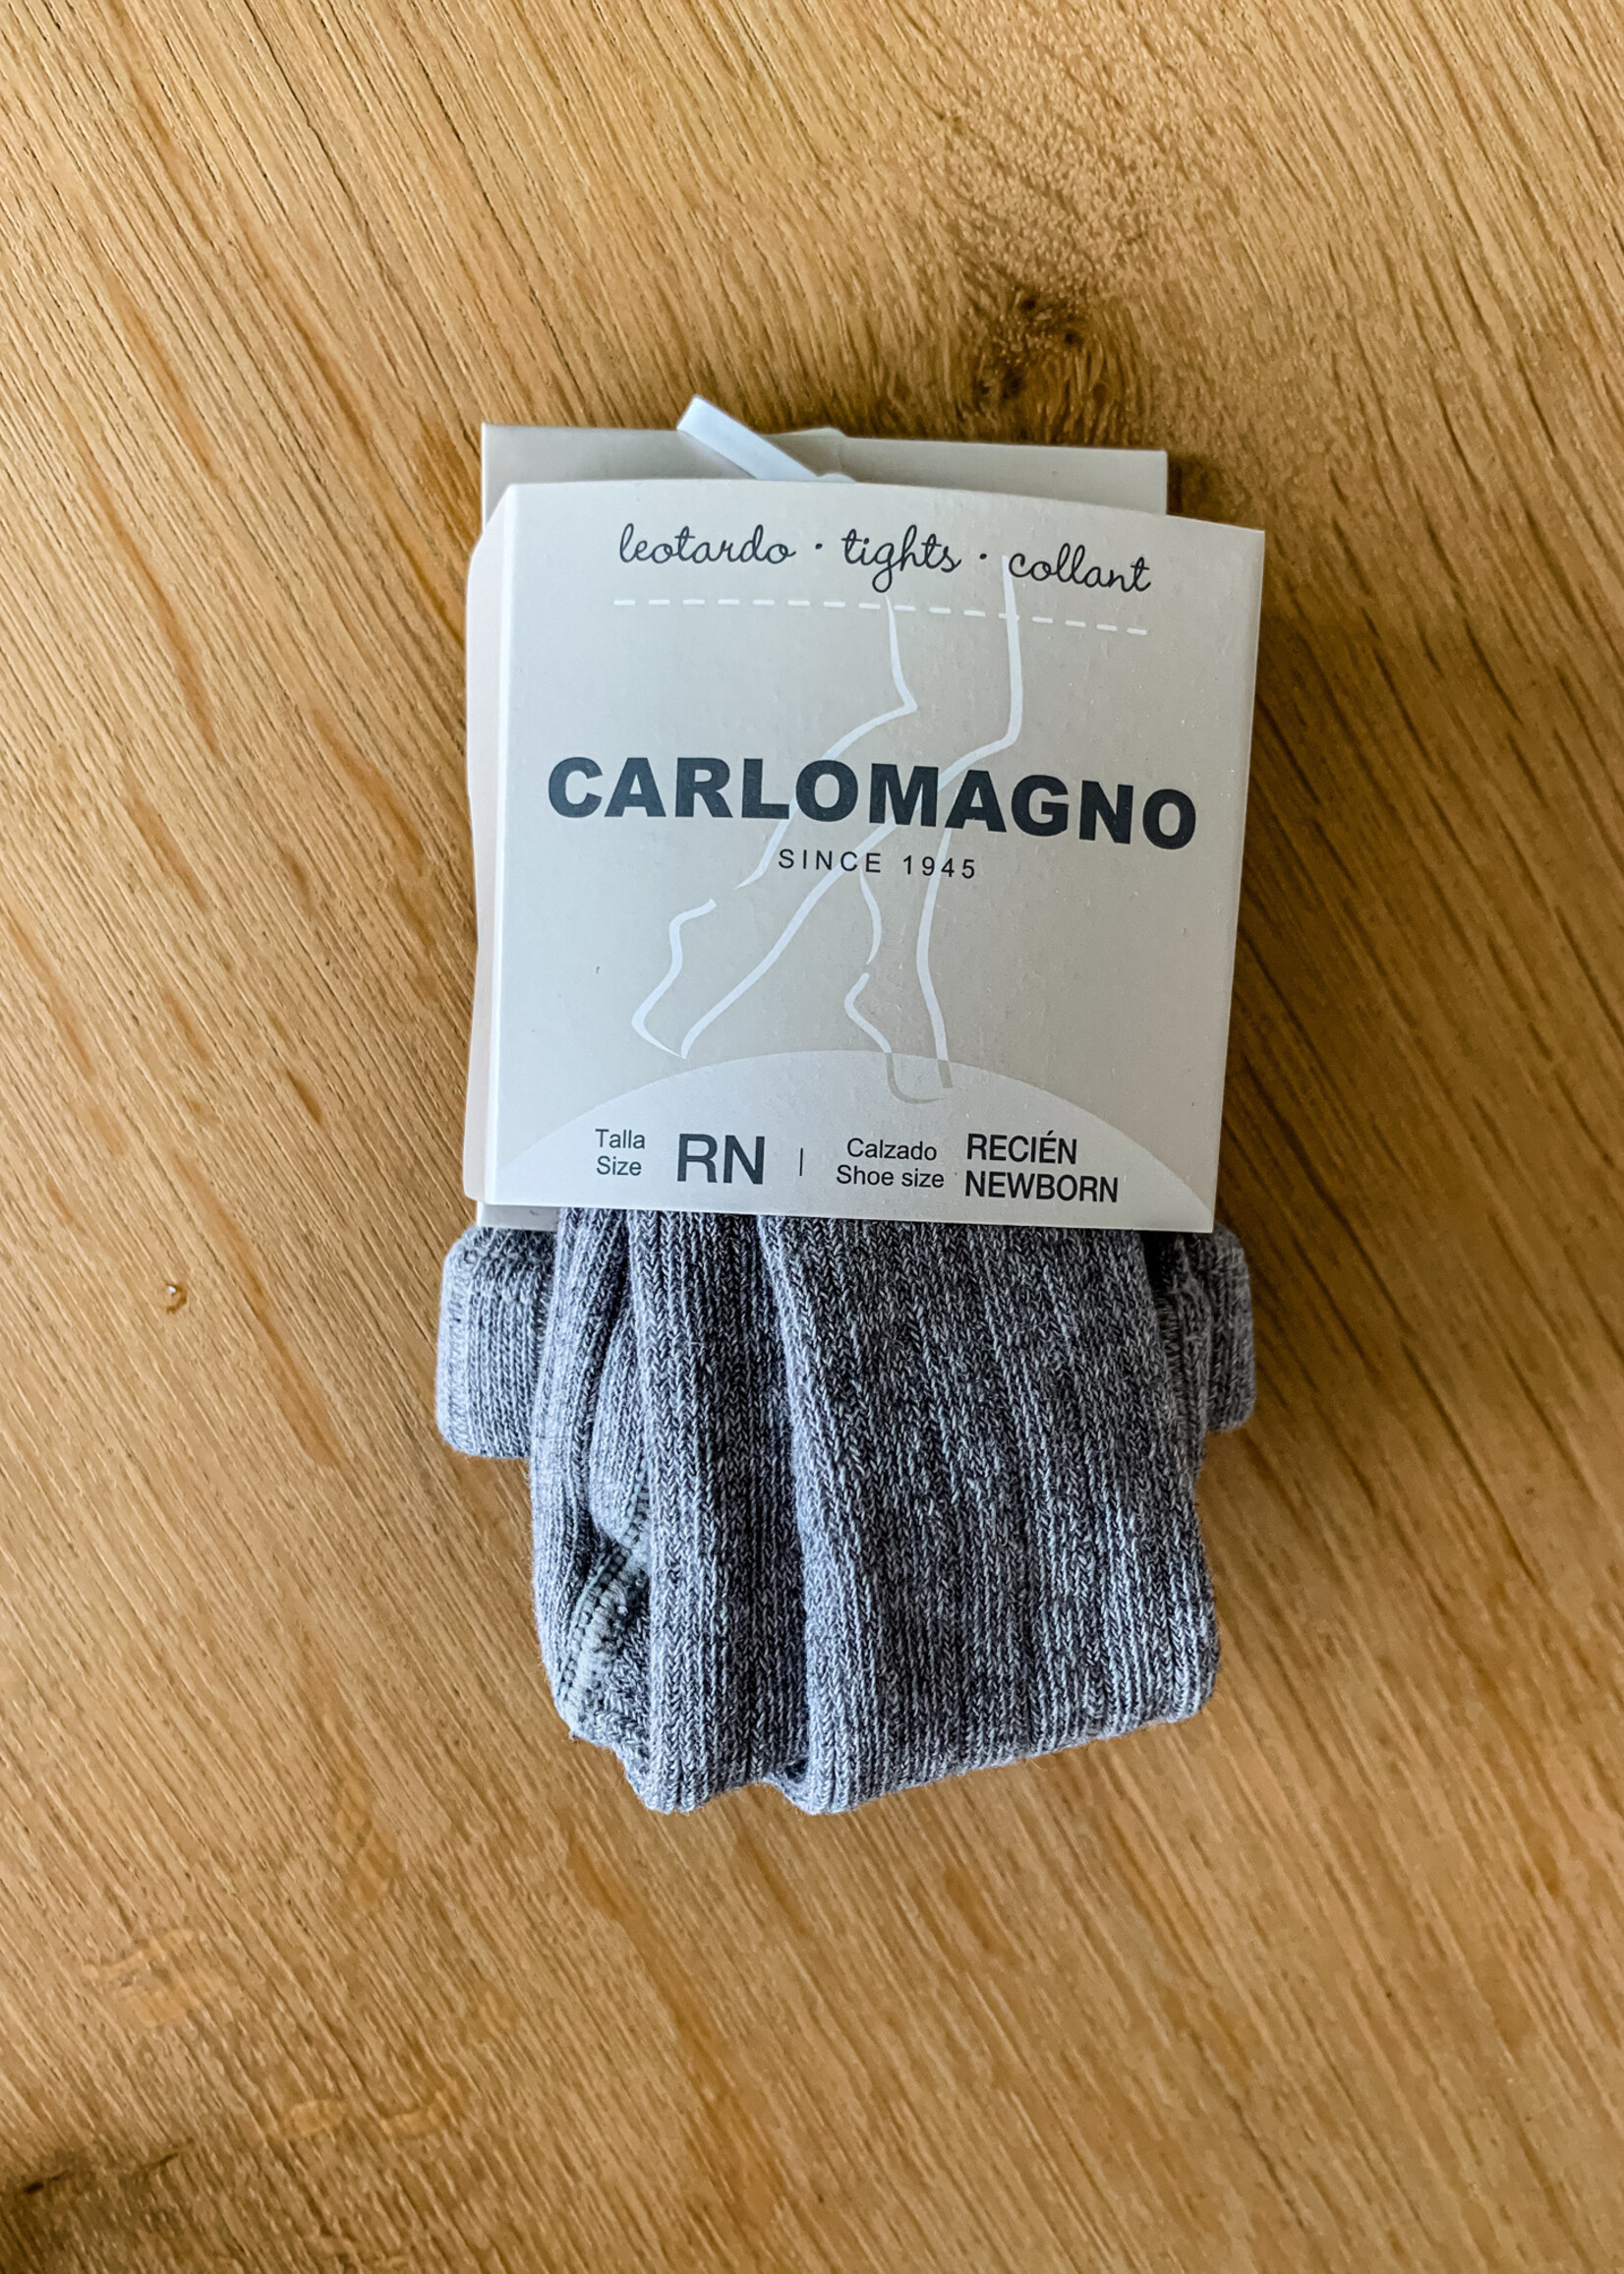 leotardo · tights · collant
CARLOMAGNO
SINCE 1945
Talla
Size
RN
Calzado
Shoe size
RECIÉN
NEWBORN